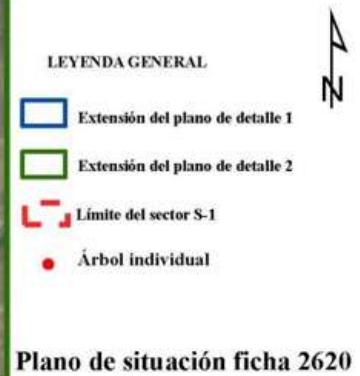 N
LEYENDA GENERAL
Extensión del plano de detalle 1
Extensión del plano de detalle 2
Límite del sector S-1
Árbol individual
Plano de situación ficha 2620